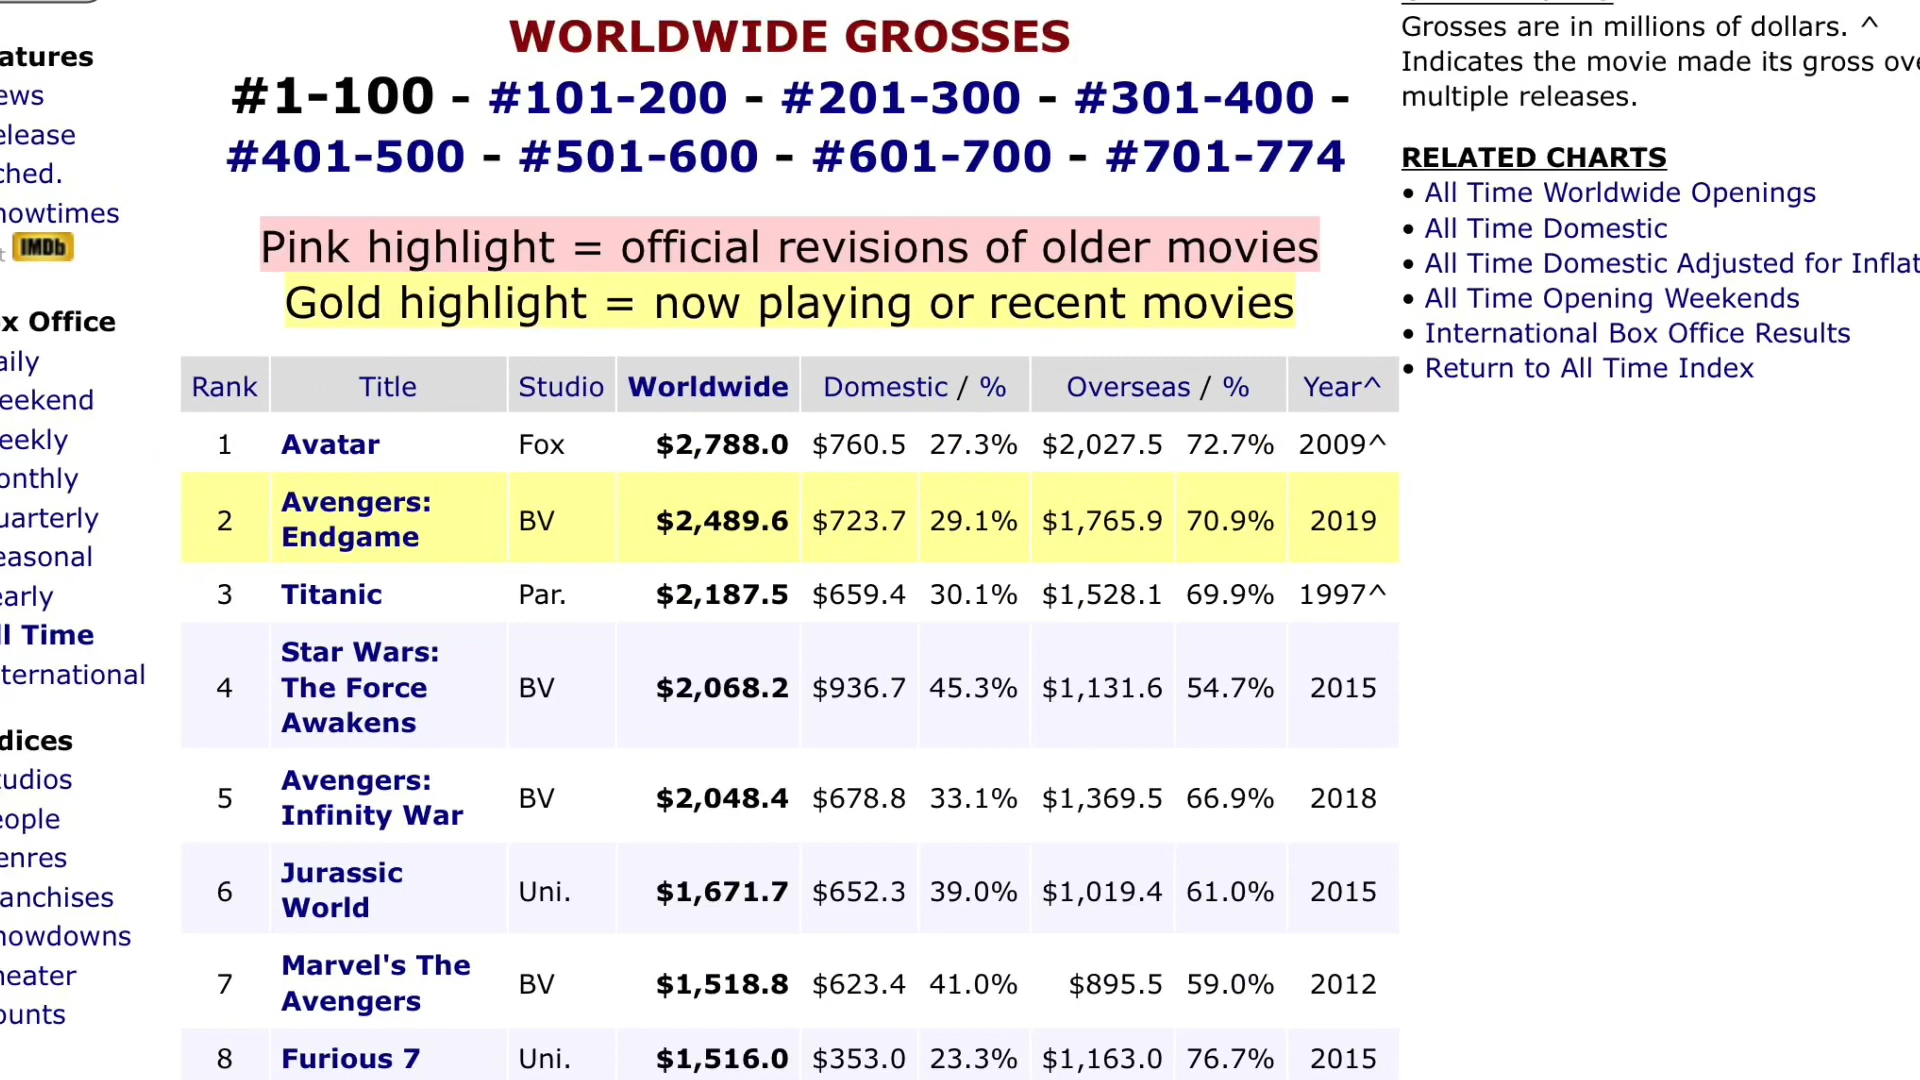 atures
ews
elease
ched.
howtimes
t IMDb
x Office
aily
eekend
eekly
onthly
uarterly
easonal
early
ll Time
ternational
dices
tudios
eople
enres
anchises
howdowns
heater
ounts
WORLDWIDE GROSSES
#1-100 - #101-200 - #201-300 - #301-400 -
#401-500 - #501-600 - #601-700 - #701-774
Pink highlight = official revisions of older movies
Gold highlight = now playing or recent movies
Rank Title Studio Worldwide Domestic / % Overseas / % Year^
1 Avatar Fox $2,788.0 $760.5 27.3% $2,027.5 72.7% 2009^
2 Avengers: Endgame BV $2,489.6 $723.7 29.1% $1,765.9 70.9% 2019
3 Titanic Par. $2,187.5 $659.4 30.1% $1,528.1 69.9% 1997^
4 Star Wars: The Force Awakens BV $2,068.2 $936.7 45.3% $1,131.6 54.7% 2015
5 Avengers: Infinity War BV $2,048.4 $678.8 33.1% $1,369.5 66.9% 2018
6 Jurassic World Uni. $1,671.7 $652.3 39.0% $1,019.4 61.0% 2015
7 Marvel's The Avengers BV $1,518.8 $623.4 41.0% $895.5 59.0% 2012
8 Furious 7 Uni. $1,516.0 $353.0 23.3% $1,163.0 76.7% 2015
Grosses are in millions of dollars. ^
Indicates the movie made its gross ove
multiple releases.
RELATED CHARTS
• All Time Worldwide Openings
• All Time Domestic
• All Time Domestic Adjusted for Inflat
• All Time Opening Weekends
• International Box Office Results
• Return to All Time Index